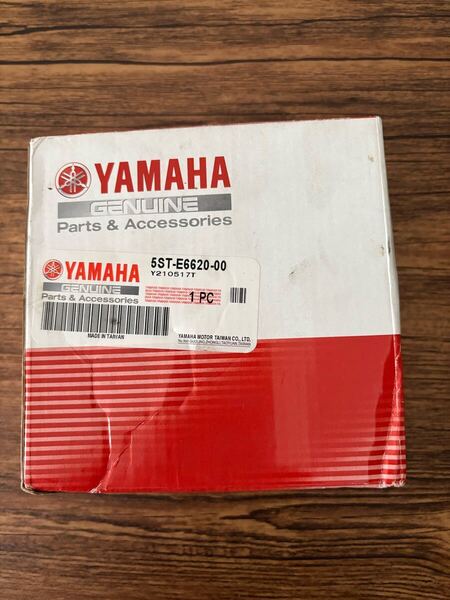 YAMAHA
GENUINE
Parts & Accessories
YAMAHA
GENUINE
Parts & Accessories
5ST-E6620-00
Y210517T
1 PC
MADE IN TAIWAN
YAMAHA MOTOR TAIWAN CO., LTD.